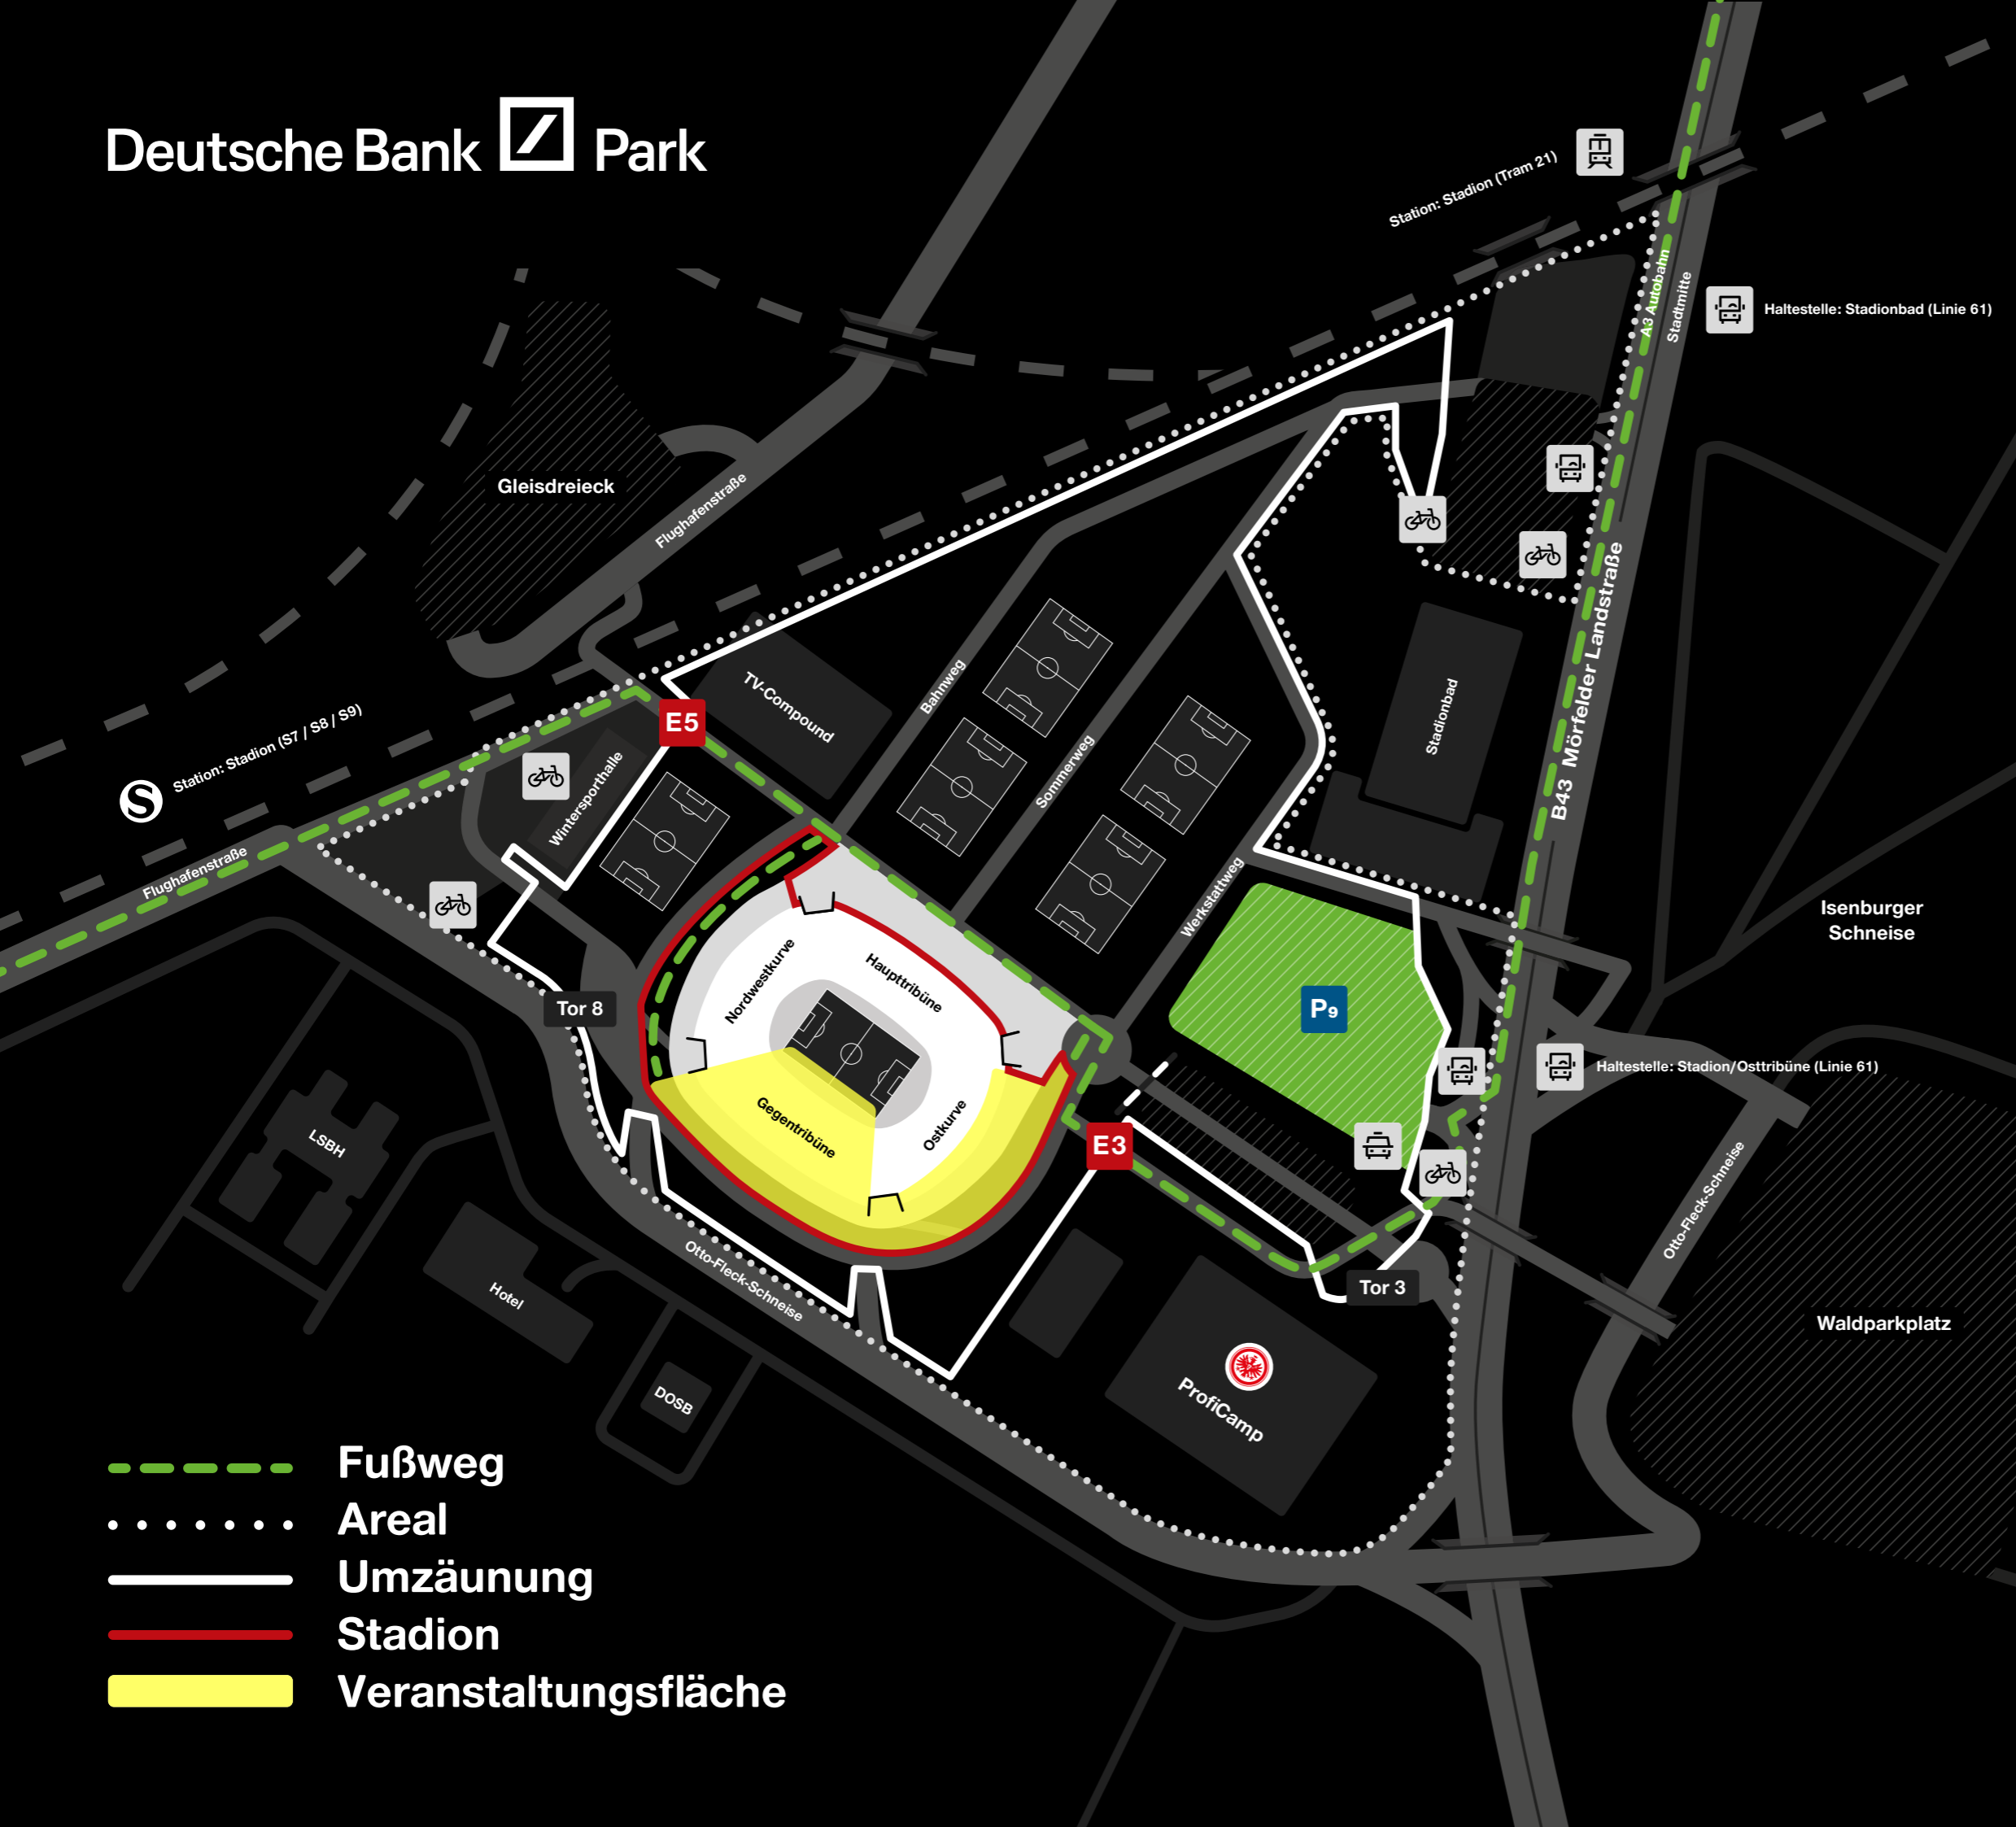 Deutsche Bank Park
Station: Stadion (Tram 21)
A3 Autobahn
Stadtmitte
Haltestelle: Stadionbad (Linie 61)
Gleisdreieck
Flughafenstraße
B43 Mörfelder Landstraße
TV-Compound
Bahnweg
Sommerweg
Stadionbad
E5
Station: Stadion (S7 / S8 / S9)
S
Wintersporthalle
Flughafenstraße
Werkstattweg
Isenburger
Schneise
Nordwestkurve
Haupttribüne
Tor 8
P9
Haltestelle: Stadion/Osttribüne (Linie 61)
Gegentribüne
Ostkurve
LSBH
E3
Otto-Fleck-Schneise
Otto-Fleck-Schneise
Hotel
Tor 3
Waldparkplatz
DOSB
ProfiCamp
Fußweg
Areal
Umzäunung
Stadion
Veranstaltungsfläche